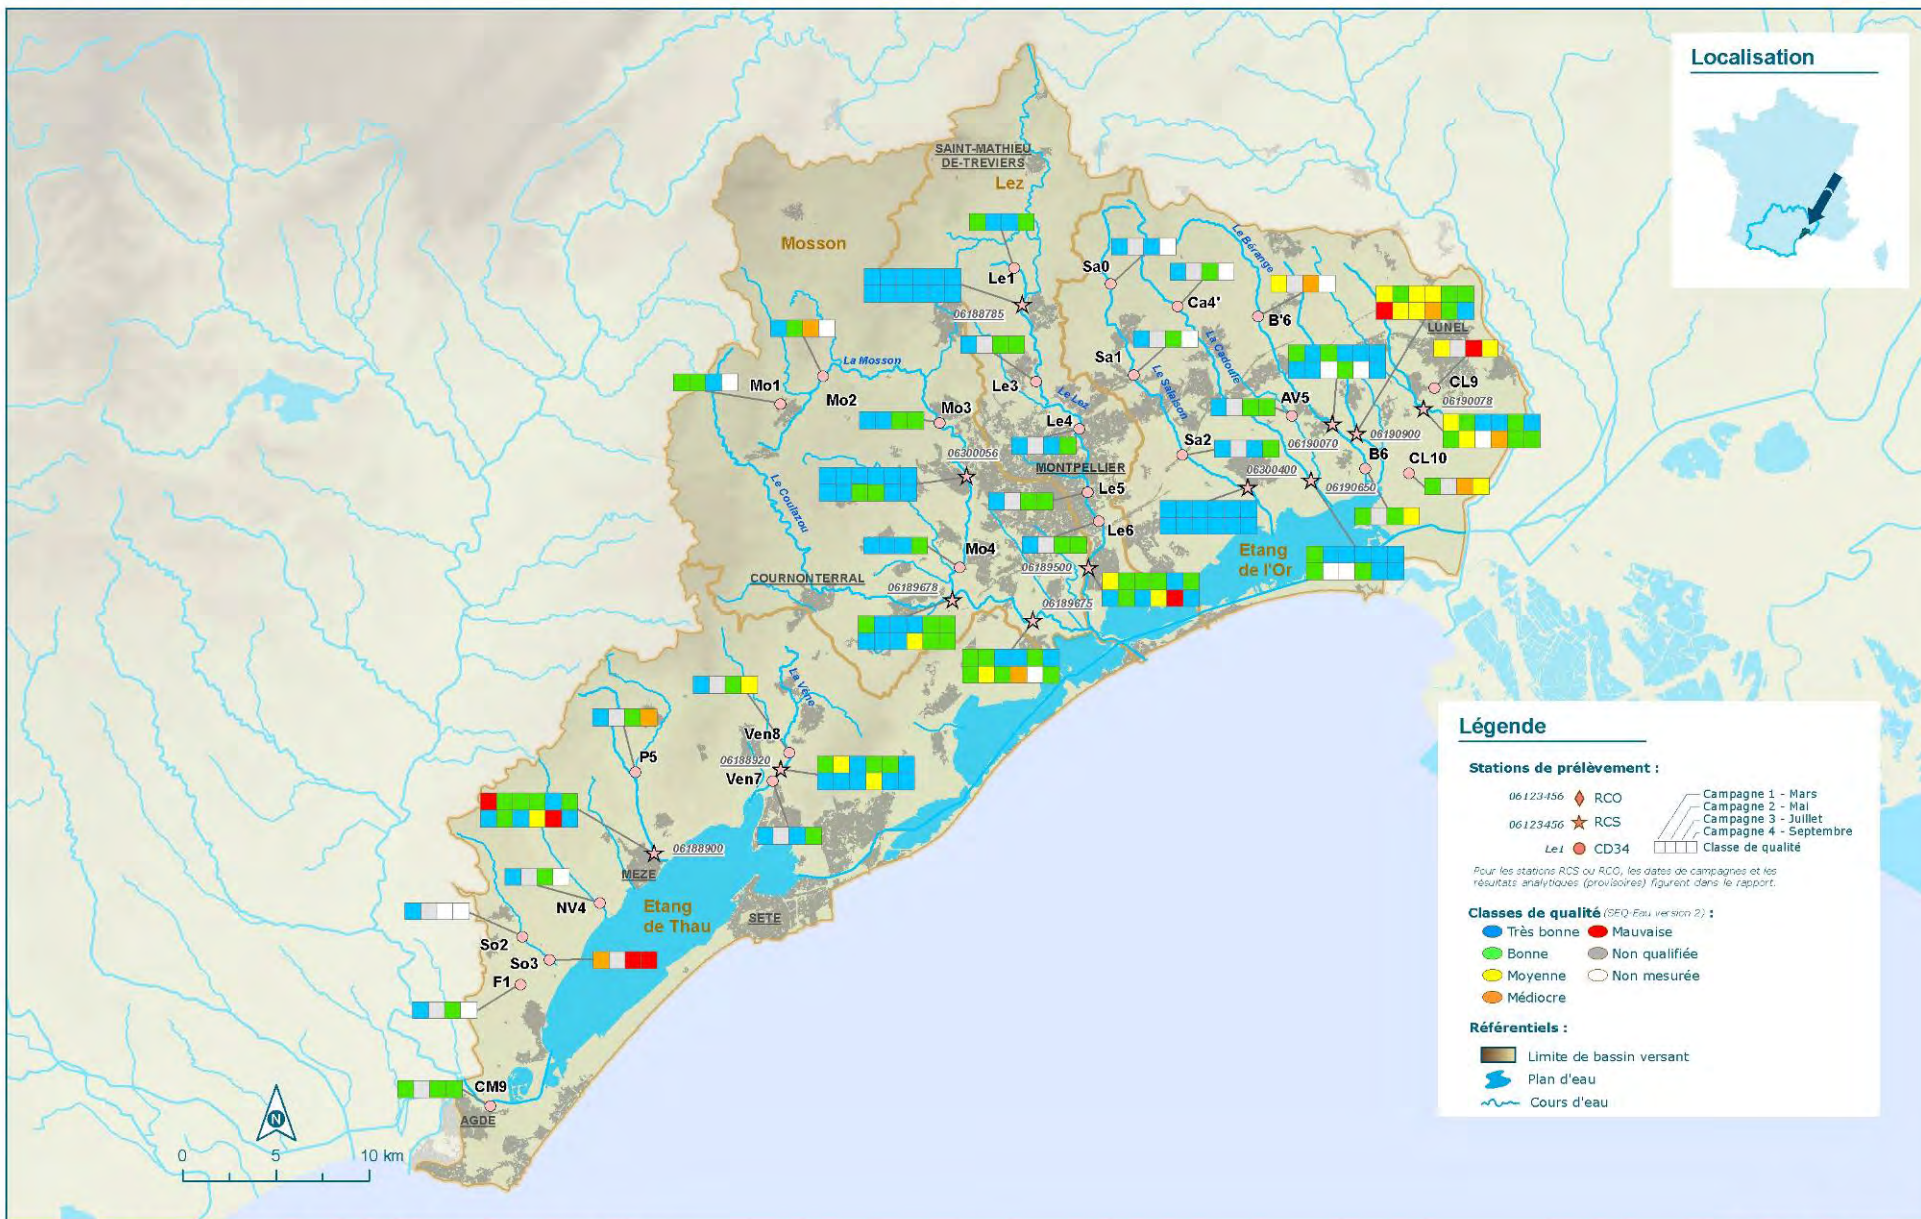 Localisation
SAINT-MATHIEU
DE-TREVIERS
Lez
Mosson
Le1
06188785
Sa0
Ca4'
Le Bérange
B'6
LUNEL
La Mosson
Mo1
Mo2
Mo3
Le3
Le Lez
Le4
Sa1
Le Salaison
La Cadoule
AV5
CL9
06190078
06190070
06190900
Sa2
06300400
06190650
B6
CL10
06300056
MONTPELLIER
Le5
Le6
Le Coulazou
Mo4
COURNONTERRAL
06189678
06189500
06189675
Etang
de l'Or
La Vène
Ven8
06188920
Ven7
P5
06188900
MEZE
NV4
Etang
de Thau
SETE
So2
So3
F1
CM9
AGDE
N
0 5 10 km
Légende
Stations de prélèvement :
06123456 RCO
06123456 RCS
Le1 CD34
Campagne 1 - Mars
Campagne 2 - Mai
Campagne 3 - Juillet
Campagne 4 - Septembre
Classe de qualité
Pour les stations RCS ou RCO, les dates de campagnes et les
résultats analytiques (provisoires) figurent dans le rapport.
Classes de qualité (SEQ-Eau version 2) :
Très bonne Mauvaise
Bonne Non qualifiée
Moyenne Non mesurée
Médiocre
Référentiels :
Limite de bassin versant
Plan d'eau
Cours d'eau